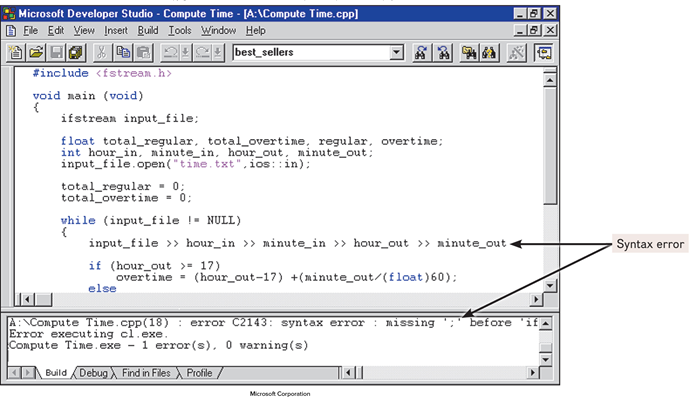 Microsoft Developer Studio - Compute Time - [A:\Compute Time.cpp]
File Edit View Insert Build Tools Window Help
best_sellers
#include <fstream.h>
void main (void)
{
ifstream input_file;
float total_regular, total_overtime, regular, overtime;
int hour_in, minute_in, hour_out, minute_out;
input_file.open("time.txt",ios::in);
total_regular = 0;
total_overtime = 0;
while (input_file != NULL)
{
input_file >> hour_in >> minute_in >> hour_out >> minute_out
Syntax error
if (hour_out >= 17)
overtime = (hour_out-17) +(minute_out/(float)60);
else
A:\Compute Time.cpp(18) : error C2143: syntax error : missing ';' before 'if
Error executing cl.exe.
Compute Time.exe - 1 error(s), 0 warning(s)
Build Debug Find in Files Profile
Microsoft Corporation